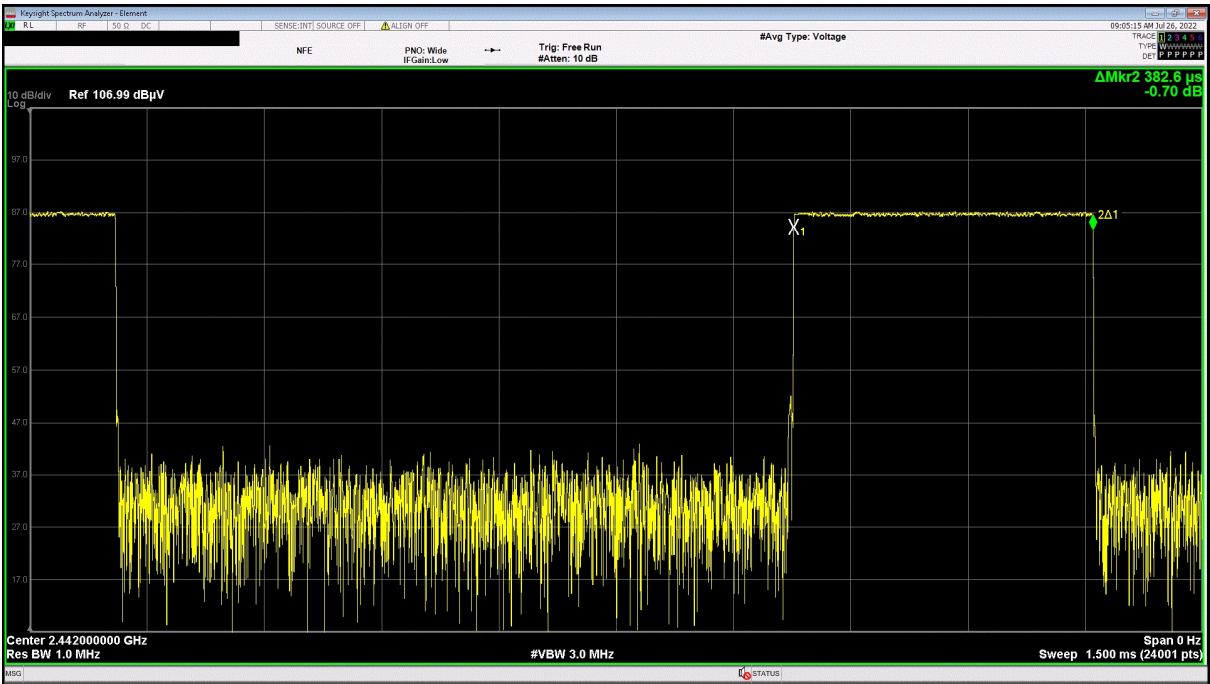 Keysight Spectrum Analyzer - Element
LXI RL RF 50 Ω DC SENSE:INT SOURCE OFF ALIGN OFF 09:05:15 AM Jul 26, 2022
#Avg Type: Voltage
TRACE 1 2 3 4 5 6
NFE PNO: Wide Trig: Free Run TYPE WWWWWW
IFGain:Low #Atten: 10 dB DET P P P P P P
ΔMkr2 382.6 µs
10 dB/div Ref 106.99 dBµV -0.70 dB
Log
97.0
87.0
2Δ1
1
77.0
67.0
57.0
47.0
37.0
27.0
17.0
Center 2.442000000 GHz Span 0 Hz
Res BW 1.0 MHz #VBW 3.0 MHz Sweep 1.500 ms (24001 pts)
MSG STATUS